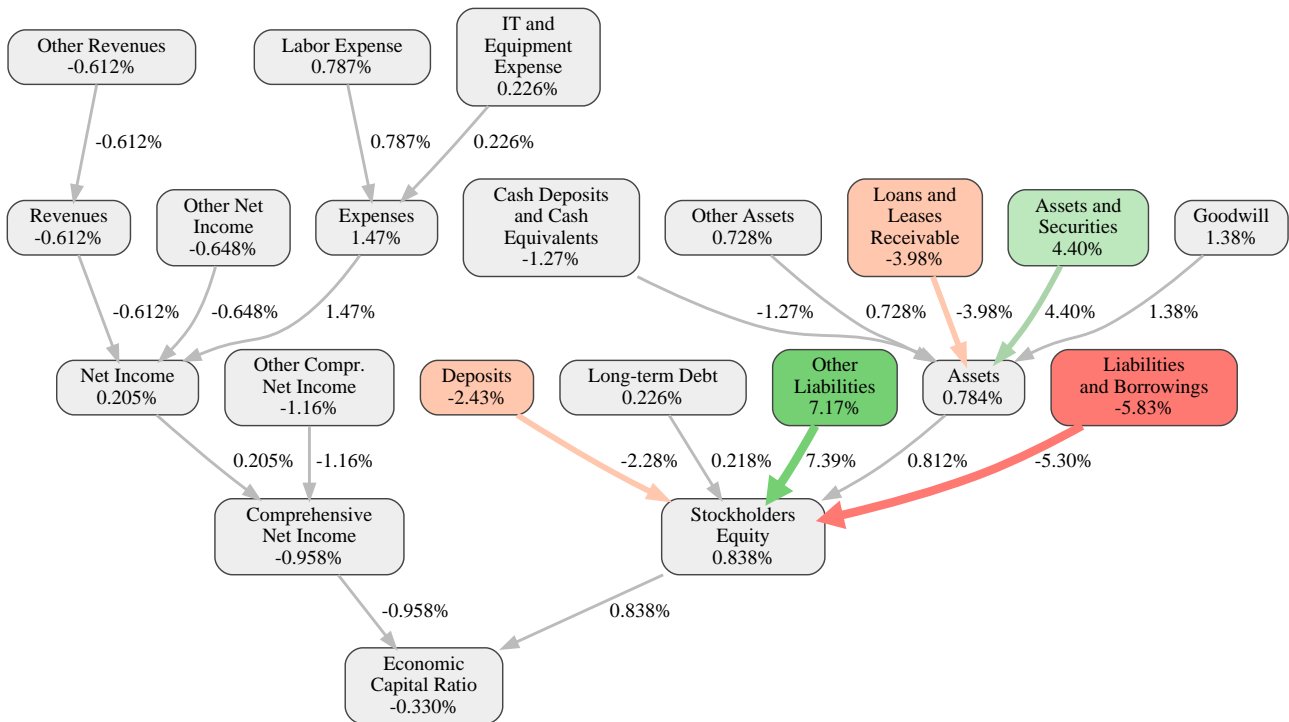 Other Revenues
-0.612%
Labor Expense
0.787%
IT and
Equipment
Expense
0.226%
-0.612%
0.787%
0.226%
Revenues
-0.612%
Other Net
Income
-0.648%
Expenses
1.47%
Cash Deposits
and Cash
Equivalents
-1.27%
Other Assets
0.728%
Loans and
Leases
Receivable
-3.98%
Assets and
Securities
4.40%
Goodwill
1.38%
-0.612%
-0.648%
1.47%
-1.27%
0.728%
-3.98%
4.40%
1.38%
Net Income
0.205%
Other Compr.
Net Income
-1.16%
Deposits
-2.43%
Long-term Debt
0.226%
Other
Liabilities
7.17%
Assets
0.784%
Liabilities
and Borrowings
-5.83%
0.205%
-1.16%
-2.28%
0.218%
7.39%
0.812%
-5.30%
Comprehensive
Net Income
-0.958%
Stockholders
Equity
0.838%
-0.958%
0.838%
Economic
Capital Ratio
-0.330%